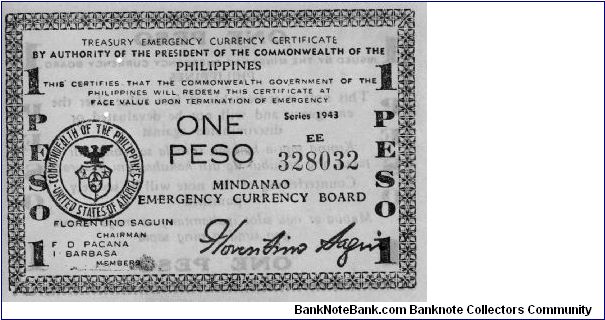 TREASURY EMERGENCY CURRENCY CERTIFICATE
BY AUTHORITY OF THE PRESIDENT OF THE COMMONWEALTH OF THE
PHILIPPINES
THIS CERTIFIES THAT THE COMMONWEALTH GOVERNMENT OF THE
PHILIPPINES WILL REDEEM THIS CERTIFICATE AT
FACE VALUE UPON TERMINATION OF EMERGENCY
1 PESO 1
1 PESO 1
Series 1943
ONE
PESO
EE
328032
COMMONWEALTH OF THE PHILIPPINES
UNITED STATES OF AMERICA
MINDANAO
EMERGENCY CURRENCY BOARD
FLORENTINO SAGUIN
CHAIRMAN
F D PACANA
I BARBASA
MEMBERS
Florentino Saguin
BankNoteBank.com Banknote Collectors Community